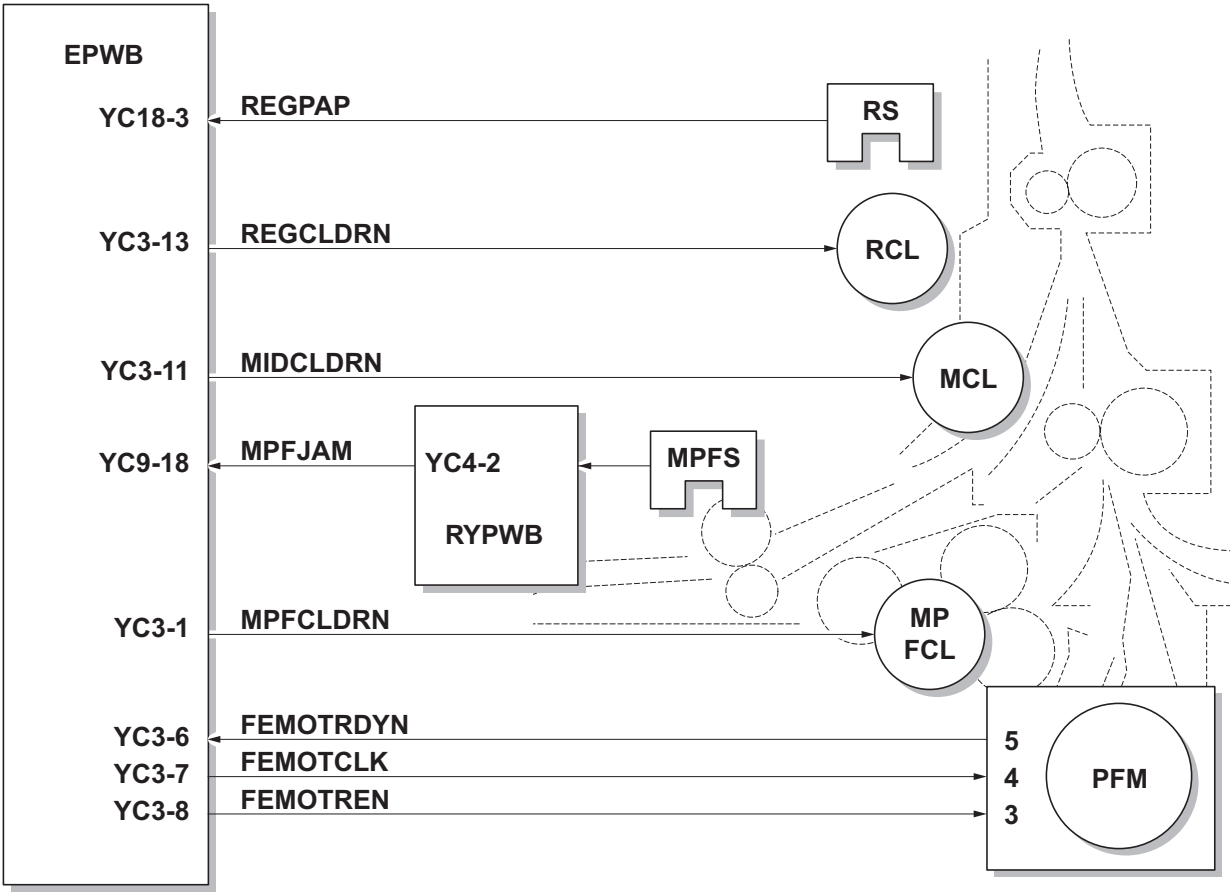 EPWB
YC18-3 REGPAP RS
YC3-13 REGCLDRN RCL
YC3-11 MIDCLDRN MCL
YC9-18 MPFJAM YC4-2 MPFS
RYPWB
YC3-1 MPFCLDRN MP
FCL
YC3-6 FEMOTRDYN 5
YC3-7 FEMOTCLK 4 PFM
YC3-8 FEMOTREN 3